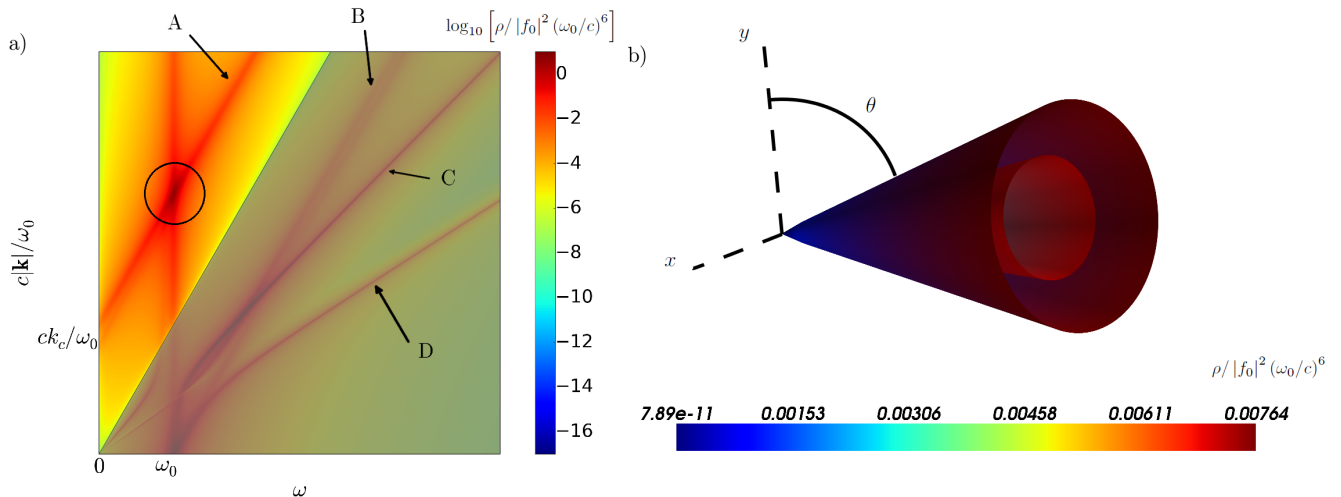 a)
A
B
log₁₀ [ρ/ |f₀|² (ω₀/c)⁶]
0
−2
−4
−6
−8
−10
−12
−14
−16
C
D
c|k|/ω₀
ck_c/ω₀
0
ω₀
ω
b)
y
θ
x
ρ/ |f₀|² (ω₀/c)⁶
7.89e-11 0.00153 0.00306 0.00458 0.00611 0.00764